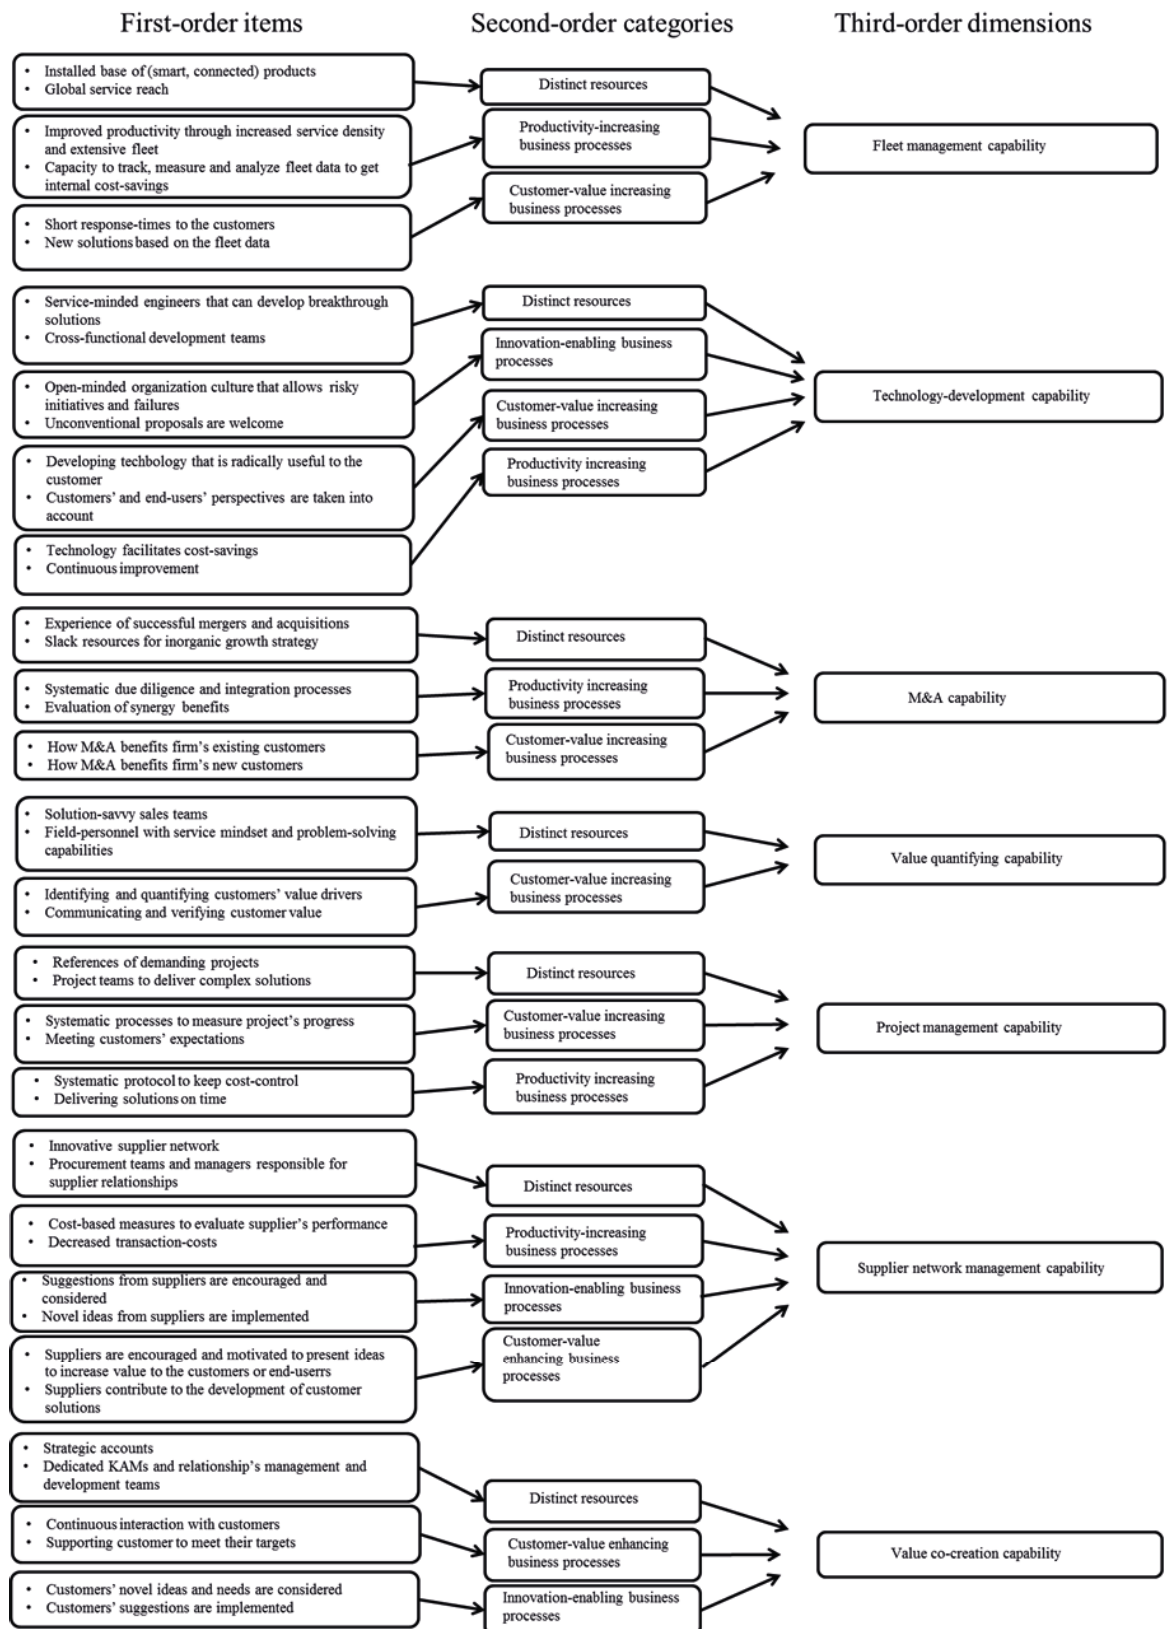 First-order items
Second-order categories
Third-order dimensions
• Installed base of (smart, connected) products
• Global service reach
Distinct resources
• Improved productivity through increased service density
and extensive fleet
• Capacity to track, measure and analyze fleet data to get
internal cost-savings
Productivity-increasing
business processes
Fleet management capability
• Short response-times to the customers
• New solutions based on the fleet data
Customer-value increasing
business processes
• Service-minded engineers that can develop breakthrough
solutions
• Cross-functional development teams
Distinct resources
• Open-minded organization culture that allows risky
initiatives and failures
• Unconventional proposals are welcome
Innovation-enabling business
processes
Technology-development capability
• Developing techbology that is radically useful to the
customer
• Customers' and end-users' perspectives are taken into
account
Customer-value increasing
business processes
• Technology facilitates cost-savings
• Continuous improvement
Productivity increasing
business processes
• Experience of successful mergers and acquisitions
• Slack resources for inorganic growth strategy
Distinct resources
• Systematic due diligence and integration processes
• Evaluation of synergy benefits
Productivity increasing
business processes
M&A capability
• How M&A benefits firm's existing customers
• How M&A benefits firm's new customers
Customer-value increasing
business processes
• Solution-savvy sales teams
• Field-personnel with service mindset and problem-solving
capabilities
Distinct resources
Value quantifying capability
• Identifying and quantifying customers' value drivers
• Communicating and verifying customer value
Customer-value increasing
business processes
• References of demanding projects
• Project teams to deliver complex solutions
Distinct resources
• Systematic processes to measure project's progress
• Meeting customers' expectations
Customer-value increasing
business processes
Project management capability
• Systematic protocol to keep cost-control
• Delivering solutions on time
Productivity increasing
business processes
• Innovative supplier network
• Procurement teams and managers responsible for
supplier relationships
Distinct resources
• Cost-based measures to evaluate supplier's performance
• Decreased transaction-costs
Productivity-increasing
business processes
Supplier network management capability
• Suggestions from suppliers are encouraged and
considered
• Novel ideas from suppliers are implemented
Innovation-enabling business
processes
• Suppliers are encouraged and motivated to present ideas
to increase value to the customers or end-userrs
• Suppliers contribute to the development of customer
solutions
Customer-value
enhancing business
processes
• Strategic accounts
• Dedicated KAMs and relationship's management and
development teams
Distinct resources
• Continuous interaction with customers
• Supporting customer to meet their targets
Customer-value enhancing
business processes
Value co-creation capability
• Customers' novel ideas and needs are considered
• Customers' suggestions are implemented
Innovation-enabling business
processes